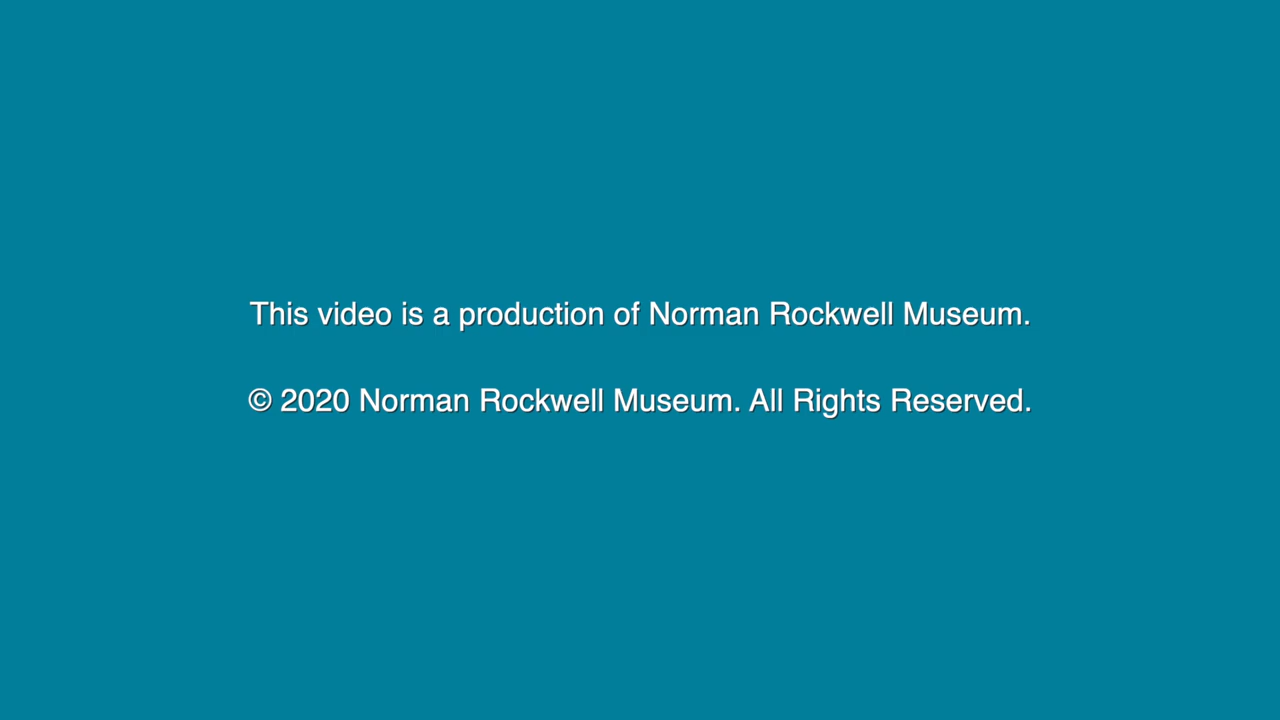 This video is a production of Norman Rockwell Museum.
© 2020 Norman Rockwell Museum. All Rights Reserved.